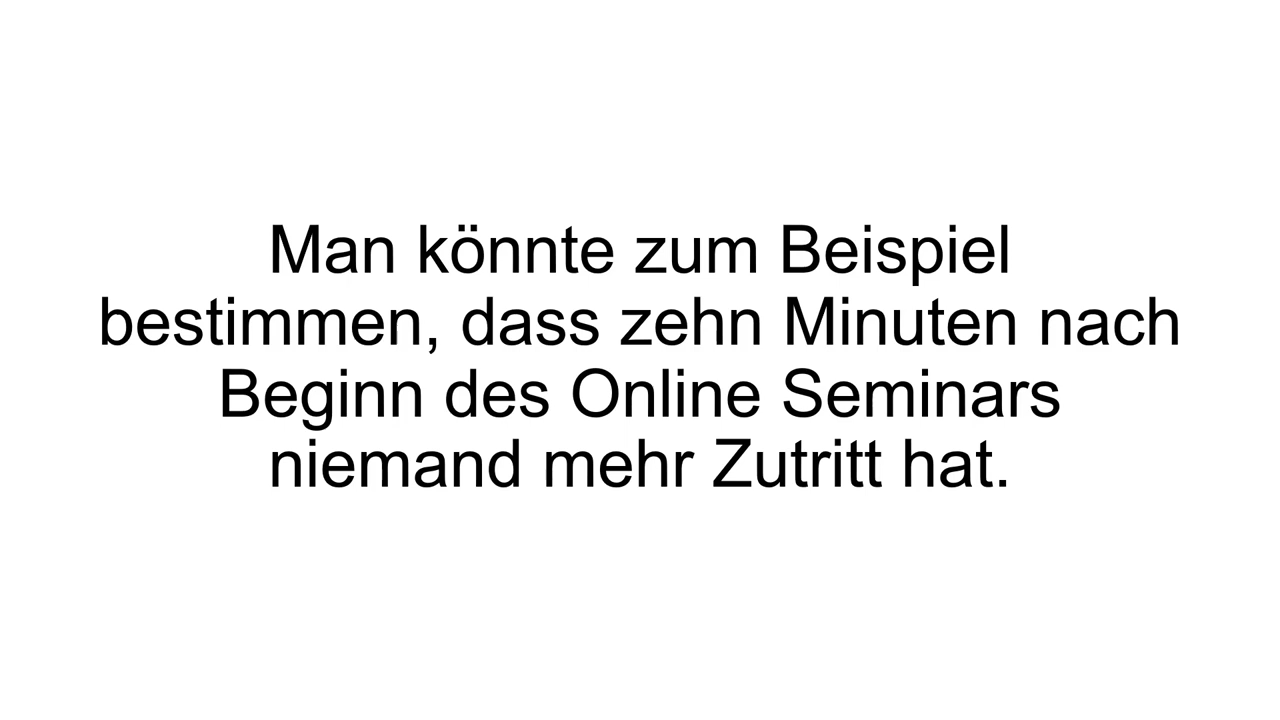 Man könnte zum Beispiel
bestimmen, dass zehn Minuten nach
Beginn des Online Seminars
niemand mehr Zutritt hat.